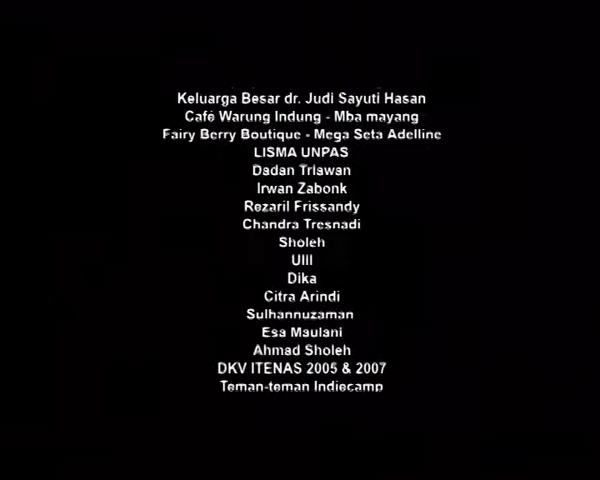 Keluarga Besar dr. Judi Sayuti Hasan
Café Warung Indung - Mba mayang
Fairy Berry Boutique - Mega Seta Adelline
LISMA UNPAS
Dadan Triawan
Irwan Zabonk
Rezaril Frissandy
Chandra Tresnadi
Sholeh
Ulil
Dika
Citra Arindi
Sulhannuzaman
Esa Maulani
Ahmad Sholeh
DKV ITENAS 2005 & 2007
Teman-teman Indiecamp